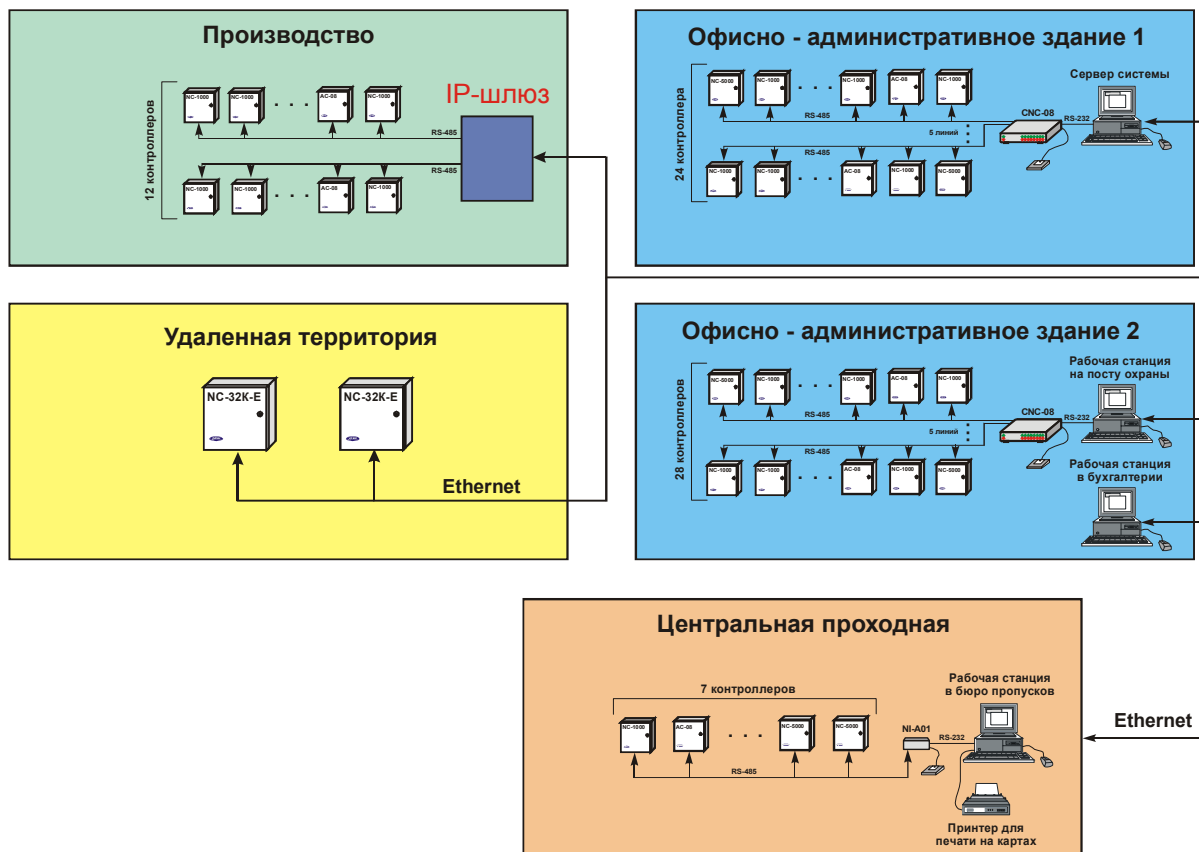 Производство
12 контроллеров
NC-1000
NC-1000
AC-08
NC-1000
IP-шлюз
RS-485
RS-485
NC-1000
NC-1000
AC-08
NC-1000
Офисно - административное здание 1
24 контроллера
NC-5000
NC-1000
NC-1000
AC-08
NC-1000
Сервер системы
CNC-08
RS-232
RS-485
5 линий
RS-485
NC-1000
NC-1000
AC-08
NC-1000
NC-5000
Удаленная территория
NC-32K-E
NC-32K-E
Ethernet
Офисно - административное здание 2
28 контроллеров
NC-5000
NC-1000
NC-1000
AC-08
NC-1000
Рабочая станция
на посту охраны
CNC-08
RS-232
RS-485
5 линий
RS-485
NC-1000
NC-1000
AC-08
NC-1000
NC-5000
Рабочая станция
в бухгалтерии
Центральная проходная
7 контроллеров
NC-1000
AC-08
NC-5000
NC-5000
RS-485
NI-A01
RS-232
Рабочая станция
в бюро пропусков
Принтер для
печати на картах
Ethernet